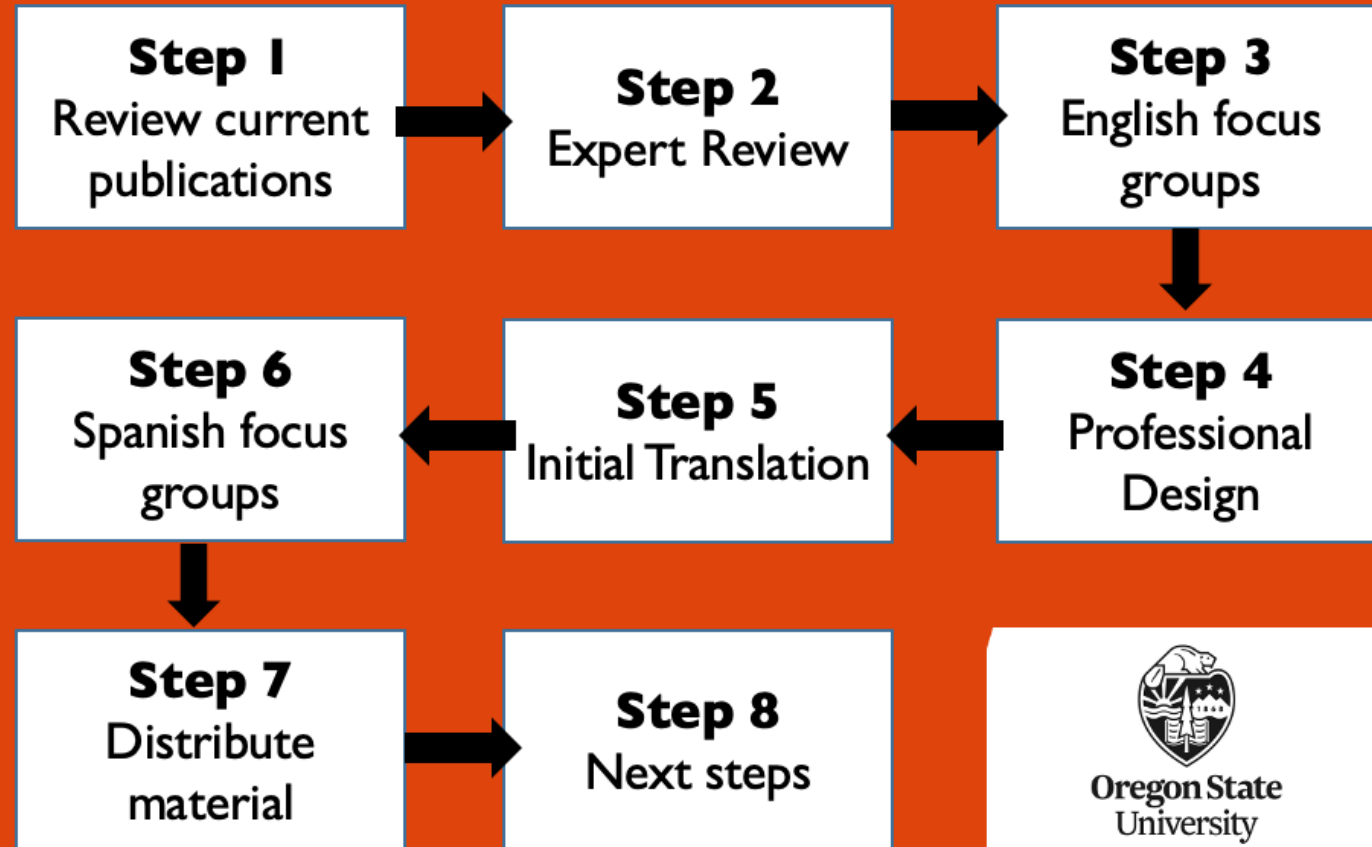 Step 1
Review current
publications
Step 2
Expert Review
Step 3
English focus
groups
Step 4
Professional
Design
Step 5
Initial Translation
Step 6
Spanish focus
groups
Step 7
Distribute
material
Step 8
Next steps
Oregon State
University